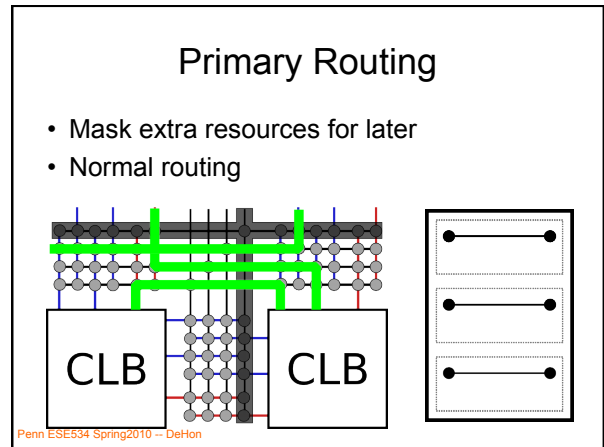 Primary Routing
• Mask extra resources for later
• Normal routing
CLB
CLB
Penn ESE534 Spring2010 -- DeHon